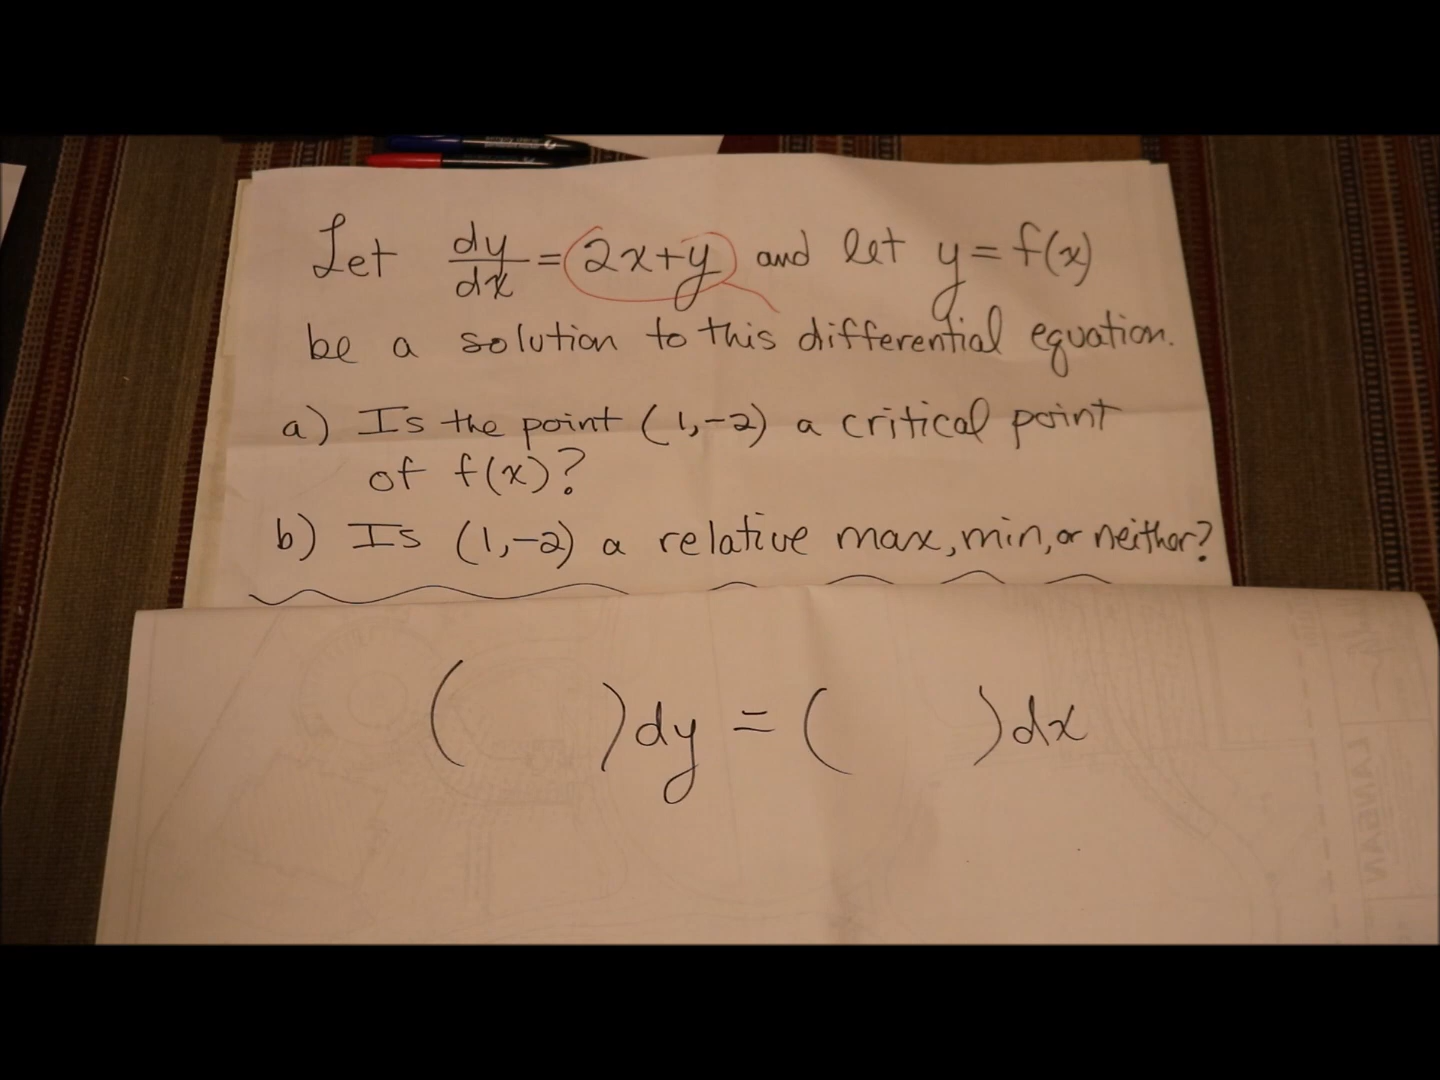 Let dy/dx = 2x+y and let y = f(x)
be a solution to this differential equation.
a) Is the point (1,-2) a critical point
of f(x)?
b) Is (1,-2) a relative max, min, or neither?
( )dy = ( )dx
LANGAN